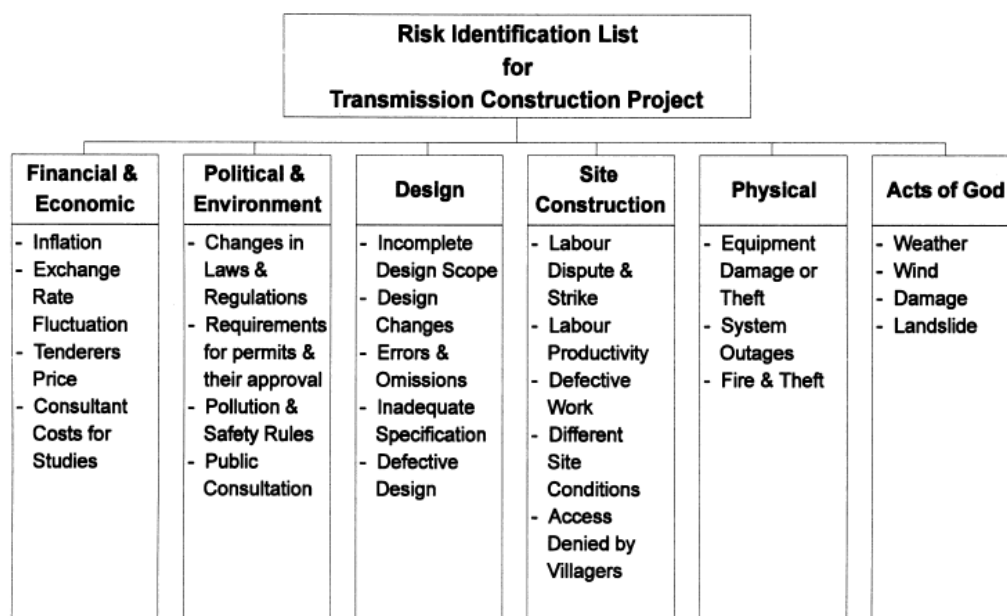 Risk Identification List
for
Transmission Construction Project
Financial &
Economic
- Inflation
- Exchange
Rate
Fluctuation
- Tenderers
Price
- Consultant
Costs for
Studies
Political &
Environment
- Changes in
Laws &
Regulations
- Requirements
for permits &
their approval
- Pollution &
Safety Rules
- Public
Consultation
Design
- Incomplete
Design Scope
- Design
Changes
- Errors &
Omissions
- Inadequate
Specification
- Defective
Design
Site
Construction
- Labour
Dispute &
Strike
- Labour
Productivity
- Defective
Work
- Different
Site
Conditions
- Access
Denied by
Villagers
Physical
- Equipment
Damage or
Theft
- System
Outages
- Fire & Theft
Acts of God
- Weather
- Wind
- Damage
- Landslide